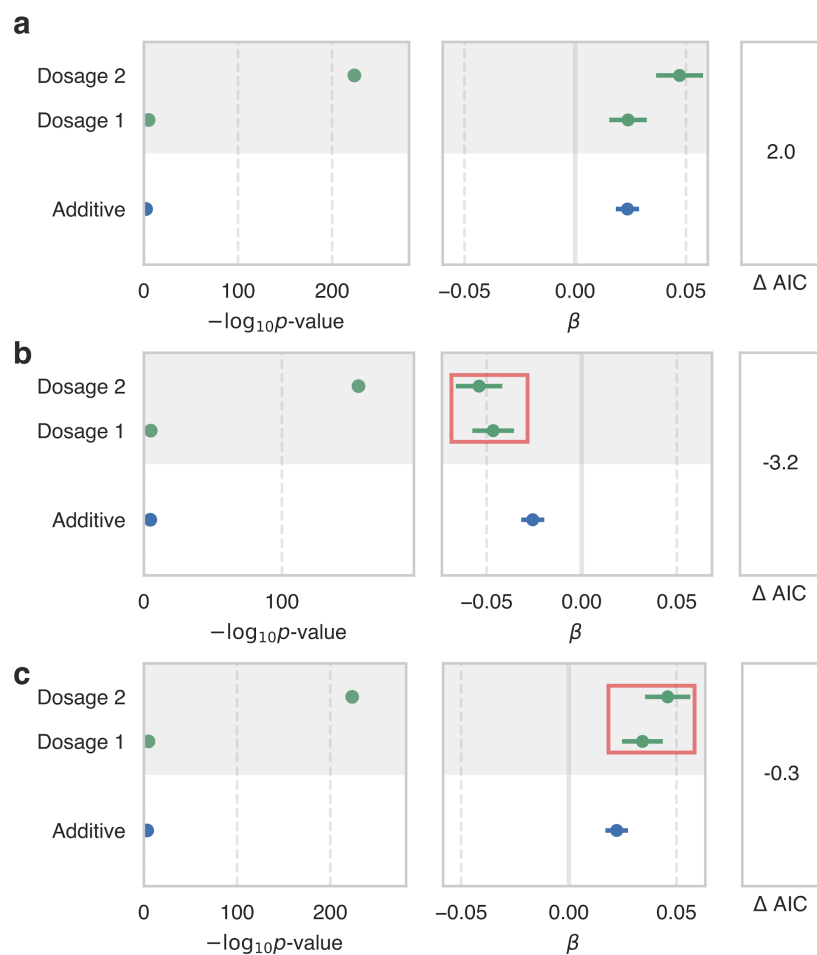 a
Dosage 2
Dosage 1
Additive
2.0
0 100 200
−0.05 0.00 0.05
Δ AIC
−log₁₀p-value
β
b
Dosage 2
Dosage 1
Additive
-3.2
0 100
−0.05 0.00 0.05
Δ AIC
−log₁₀p-value
β
c
Dosage 2
Dosage 1
Additive
-0.3
0 100 200
−0.05 0.00 0.05
Δ AIC
−log₁₀p-value
β